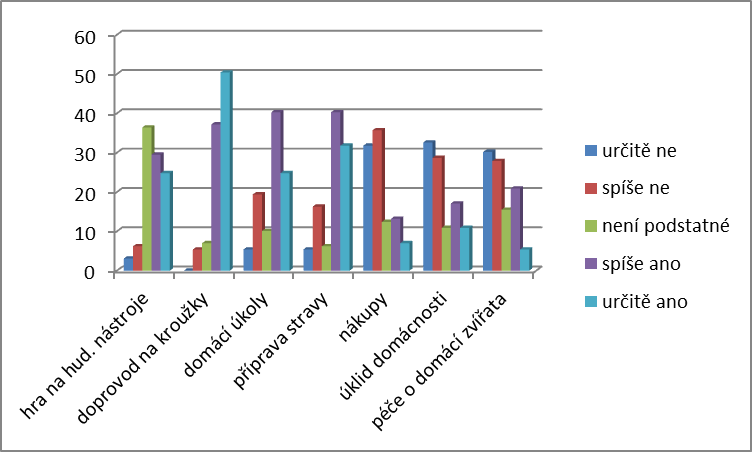 60
50
40
30
20
10
0
hra na hud. nástroje
doprovod na kroužky
domácí úkoly
příprava stravy
nákupy
úklid domácnosti
péče o domácí zvířata
určitě ne
spíše ne
není podstatné
spíše ano
určitě ano